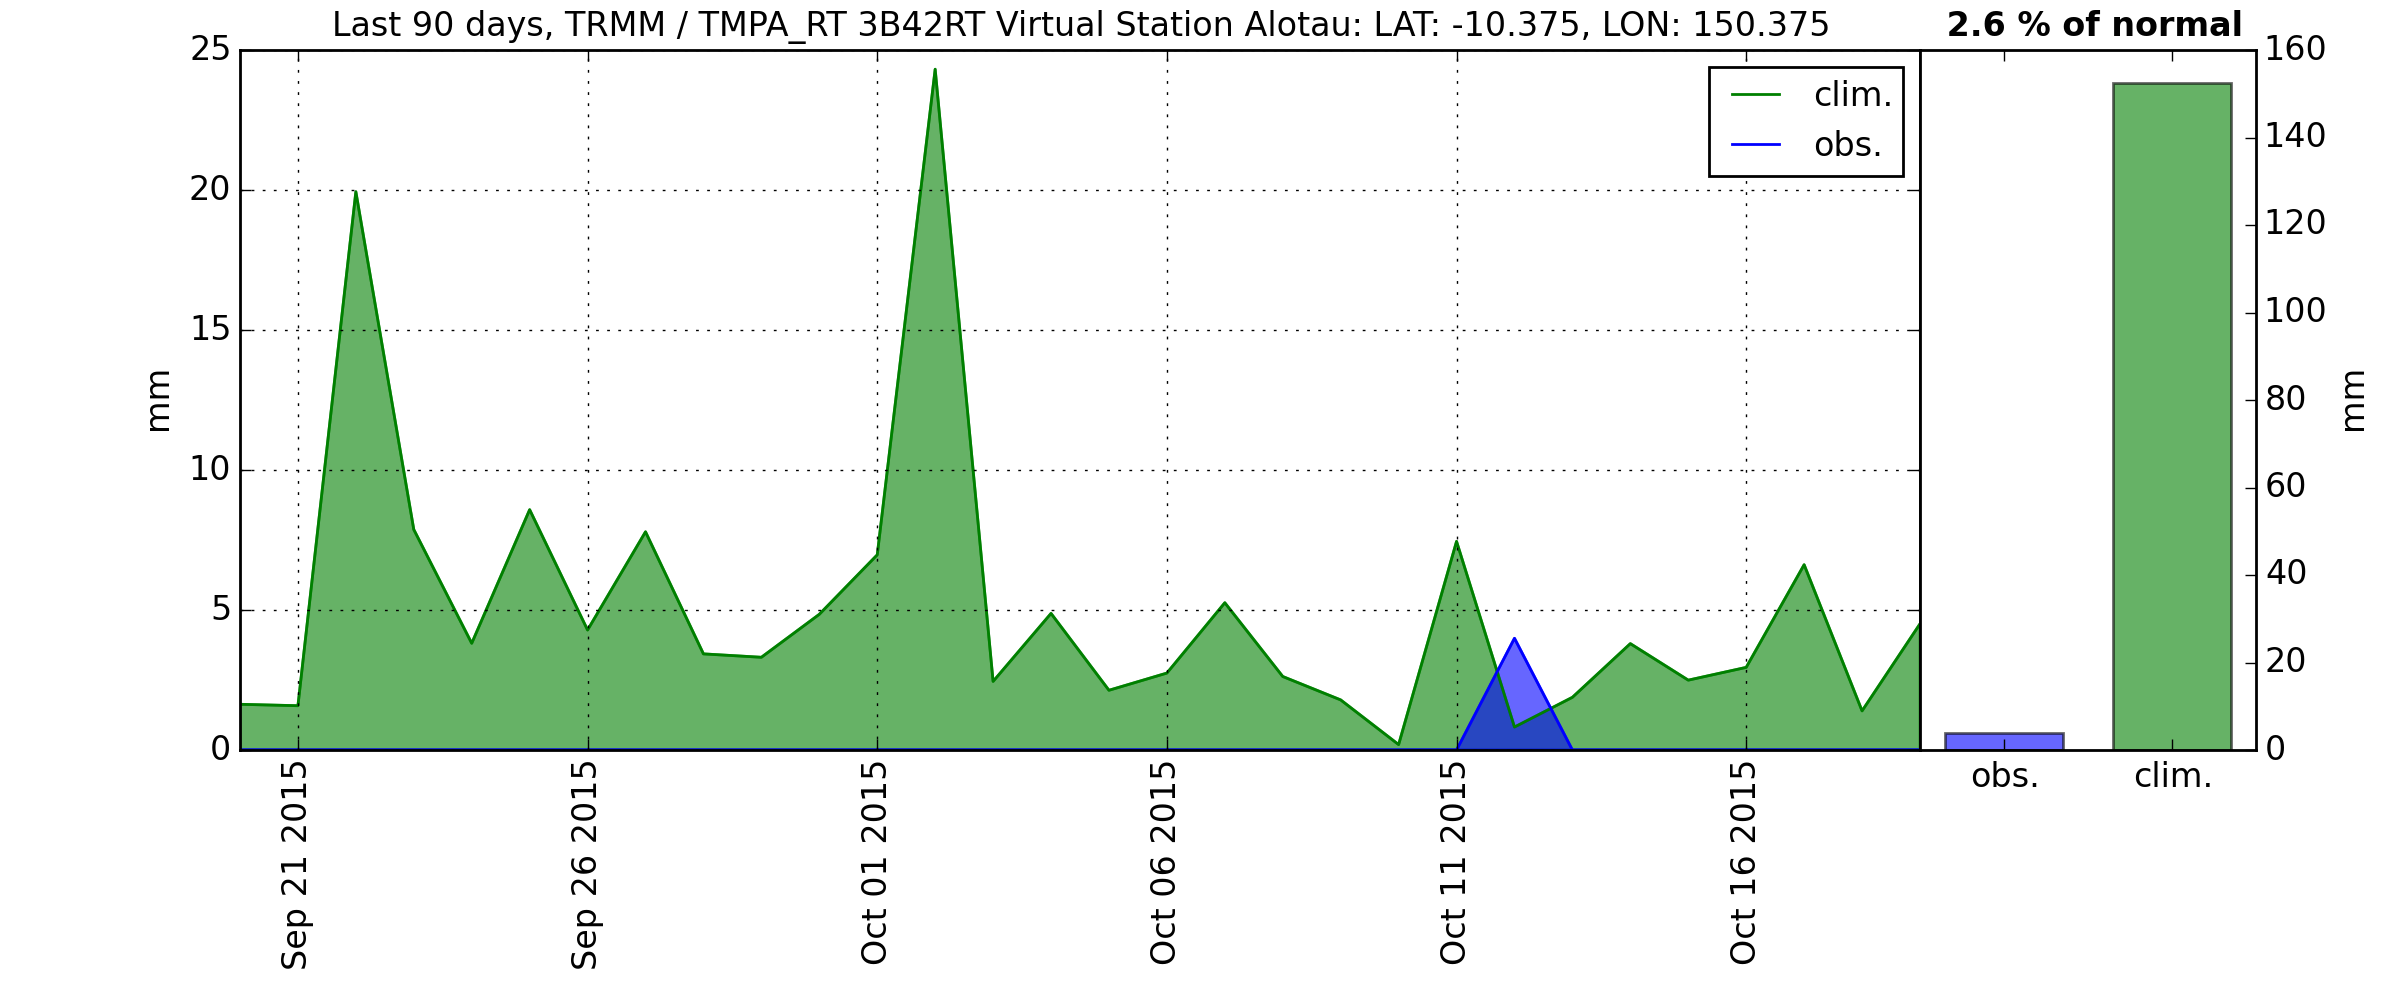 Last 90 days, TRMM / TMPA_RT 3B42RT Virtual Station Alotau: LAT: -10.375, LON: 150.375
2.6 % of normal
25
20
15
10
5
0
mm
clim.
obs.
160
140
120
100
80
60
40
20
0
mm
Sep 21 2015
Sep 26 2015
Oct 01 2015
Oct 06 2015
Oct 11 2015
Oct 16 2015
obs.
clim.